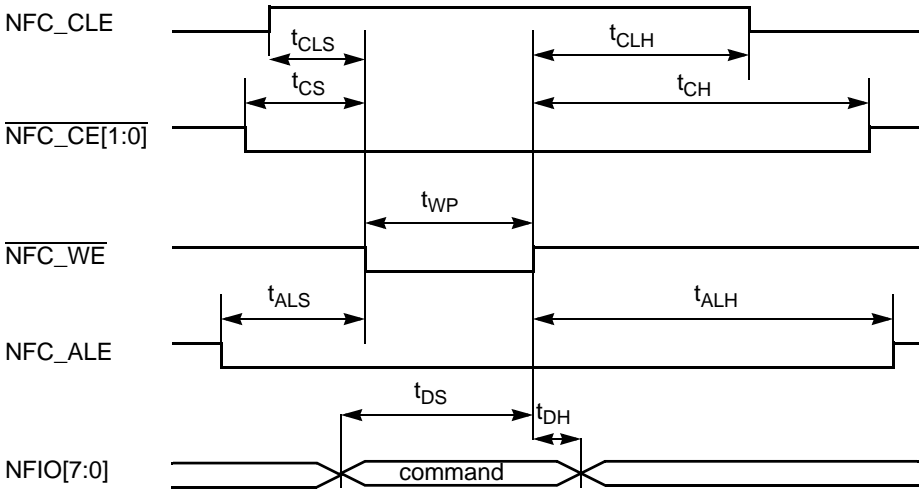 NFC_CLE
tCLS
tCLH
tCS
tCH
NFC_CE[1:0]
tWP
NFC_WE
tALS
tALH
NFC_ALE
tDS
tDH
NFIO[7:0]
command